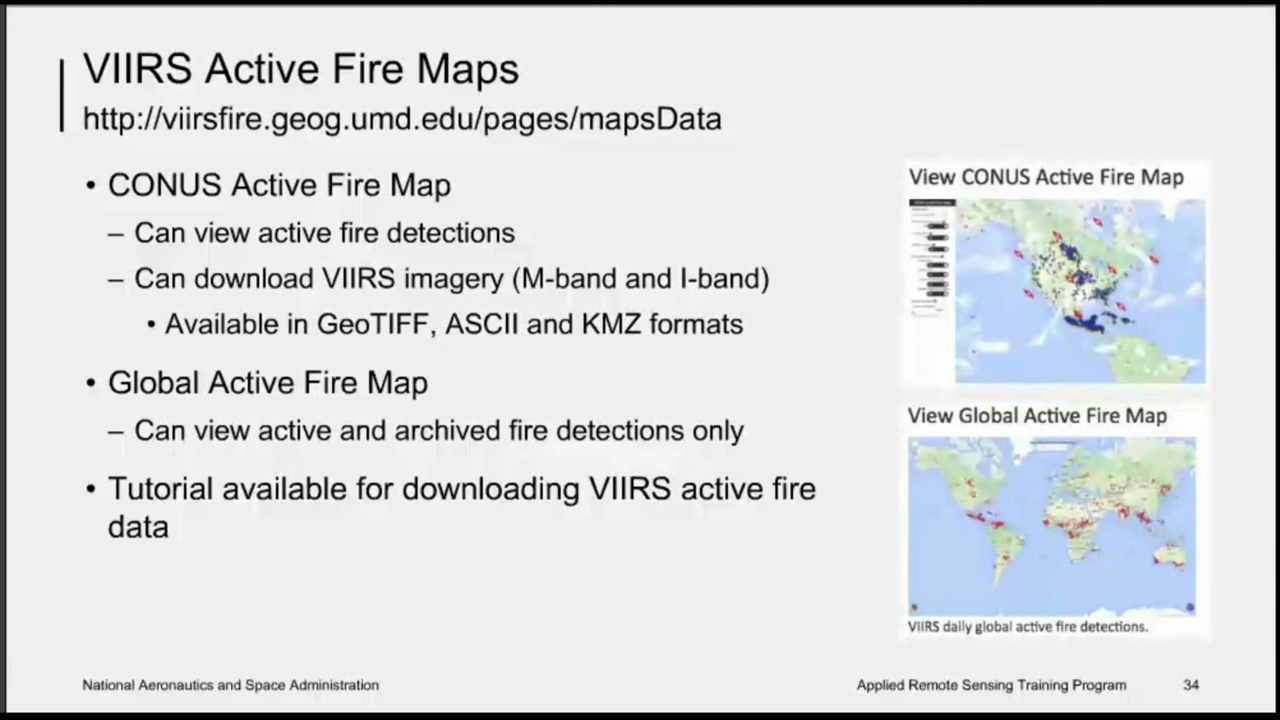 VIIRS Active Fire Maps
http://viirsfire.geog.umd.edu/pages/mapsData
• CONUS Active Fire Map
– Can view active fire detections
– Can download VIIRS imagery (M-band and I-band)
• Available in GeoTIFF, ASCII and KMZ formats
• Global Active Fire Map
– Can view active and archived fire detections only
• Tutorial available for downloading VIIRS active fire
data
View CONUS Active Fire Map
View Global Active Fire Map
VIIRS daily global active fire detections.
National Aeronautics and Space Administration
Applied Remote Sensing Training Program
34